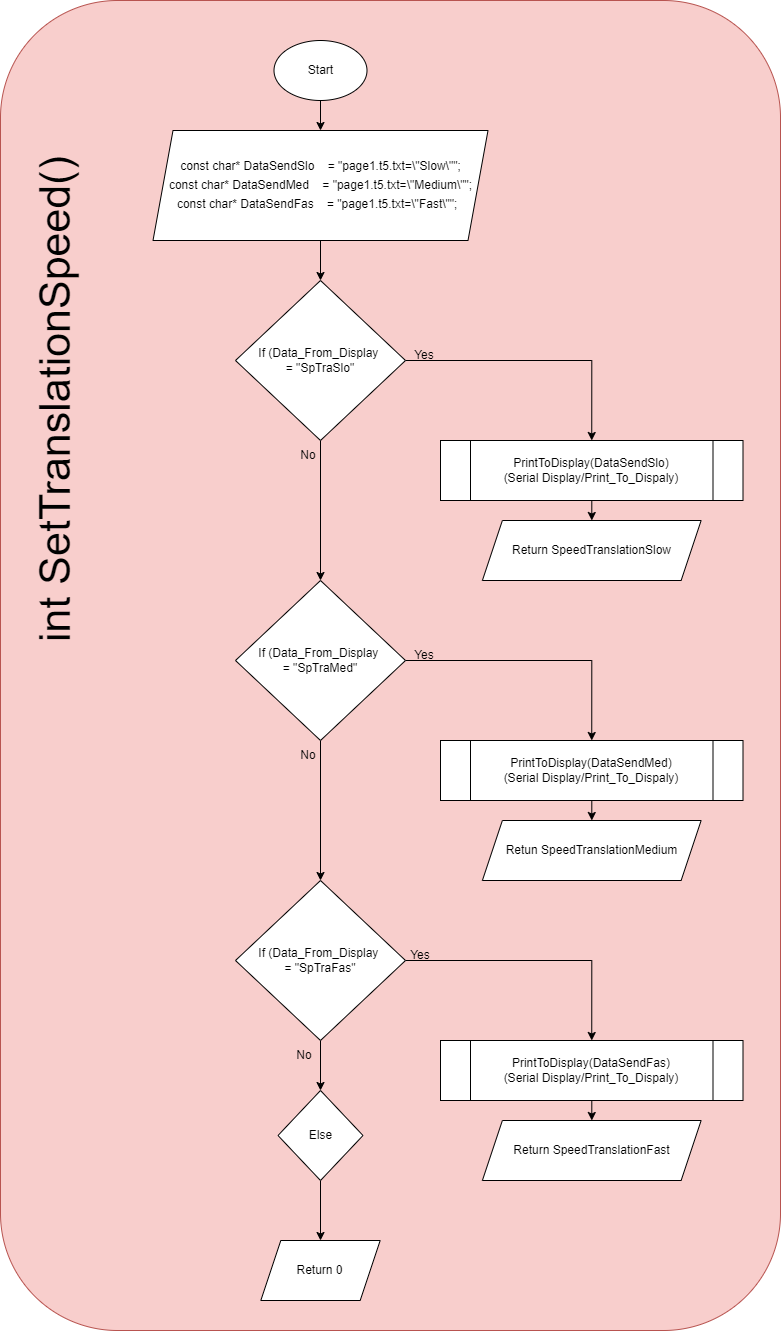 int SetTranslationSpeed()
Start
const char* DataSendSlo = "page1.t5.txt=\"Slow\"";
const char* DataSendMed = "page1.t5.txt=\"Medium\"";
const char* DataSendFas = "page1.t5.txt=\"Fast\"";
If (Data_From_Display
= "SpTraSlo"
Yes
No
PrintToDisplay(DataSendSlo)
(Serial Display/Print_To_Dispaly)
Return SpeedTranslationSlow
If (Data_From_Display
= "SpTraMed"
Yes
No
PrintToDisplay(DataSendMed)
(Serial Display/Print_To_Dispaly)
Retun SpeedTranslationMedium
If (Data_From_Display
= "SpTraFas"
Yes
No
PrintToDisplay(DataSendFas)
(Serial Display/Print_To_Dispaly)
Return SpeedTranslationFast
Else
Return 0